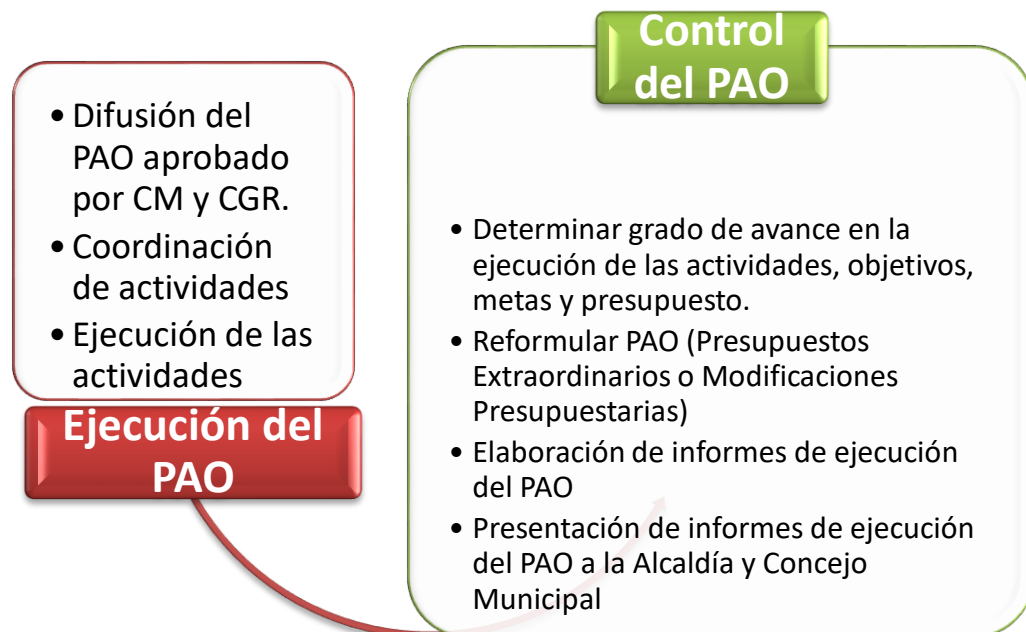 • Difusión del
PAO aprobado
por CM y CGR.
• Coordinación
de actividades
• Ejecución de las
actividades
Ejecución del
PAO
Control
del PAO
• Determinar grado de avance en la
ejecución de las actividades, objetivos,
metas y presupuesto.
• Reformular PAO (Presupuestos
Extraordinarios o Modificaciones
Presupuestarias)
• Elaboración de informes de ejecución
del PAO
• Presentación de informes de ejecución
del PAO a la Alcaldía y Concejo
Municipal